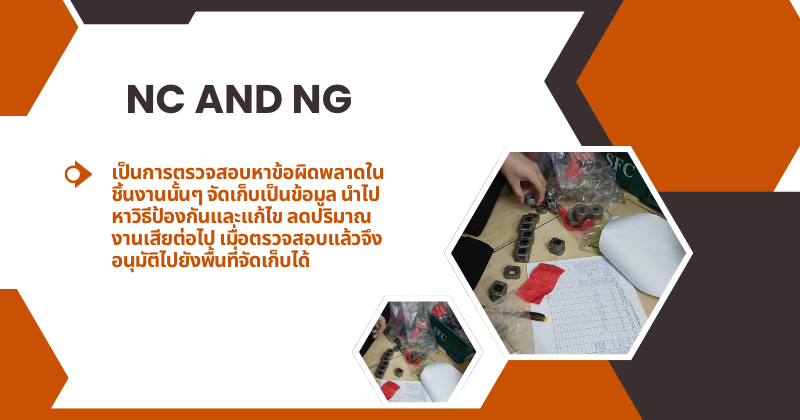 NC AND NG
เป็นการตรวจสอบหาข้อผิดพลาดใน
ชิ้นงานนั้นๆ จัดเก็บเป็นข้อมูล นำไป
หาวิธีป้องกันและแก้ไข ลดปริมาณ
งานเสียต่อไป เมื่อตรวจสอบแล้วจึง
อนุมัติไปยังพื้นที่จัดเก็บได้
SFC
SFC